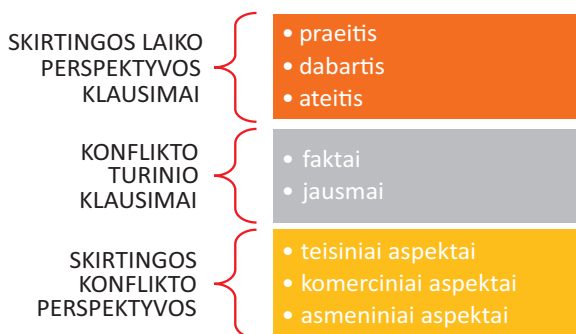 SKIRTINGOS LAIKO
PERSPEKTYVOS
KLAUSIMAI
• praeitis
• dabartis
• ateitis
KONFLIKTO
TURINIO
KLAUSIMAI
• faktai
• jausmai
SKIRTINGOS
KONFLIKTO
PERSPEKTYVOS
• teisiniai aspektai
• komerciniai aspektai
• asmeniniai aspektai